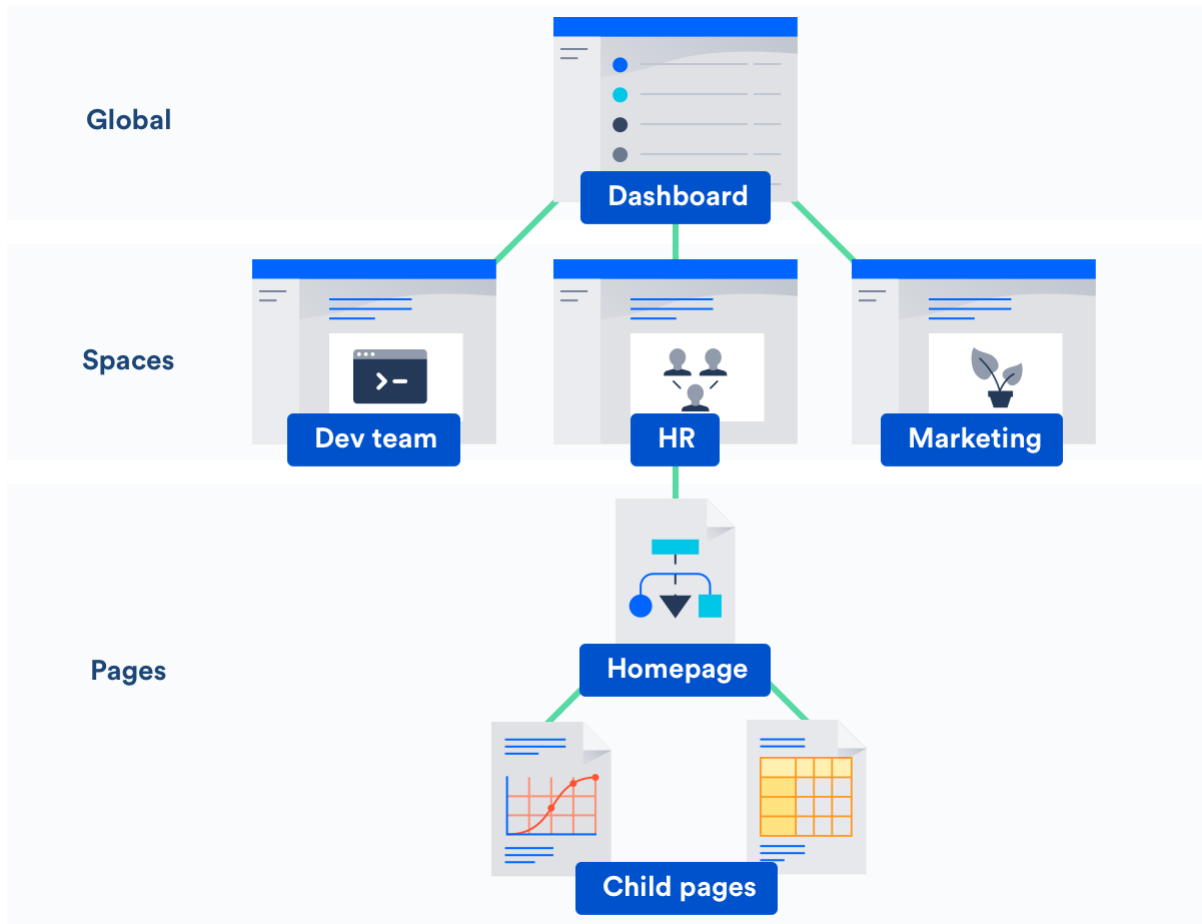 Global
Dashboard
Spaces
Dev team
HR
Marketing
Pages
Homepage
Child pages